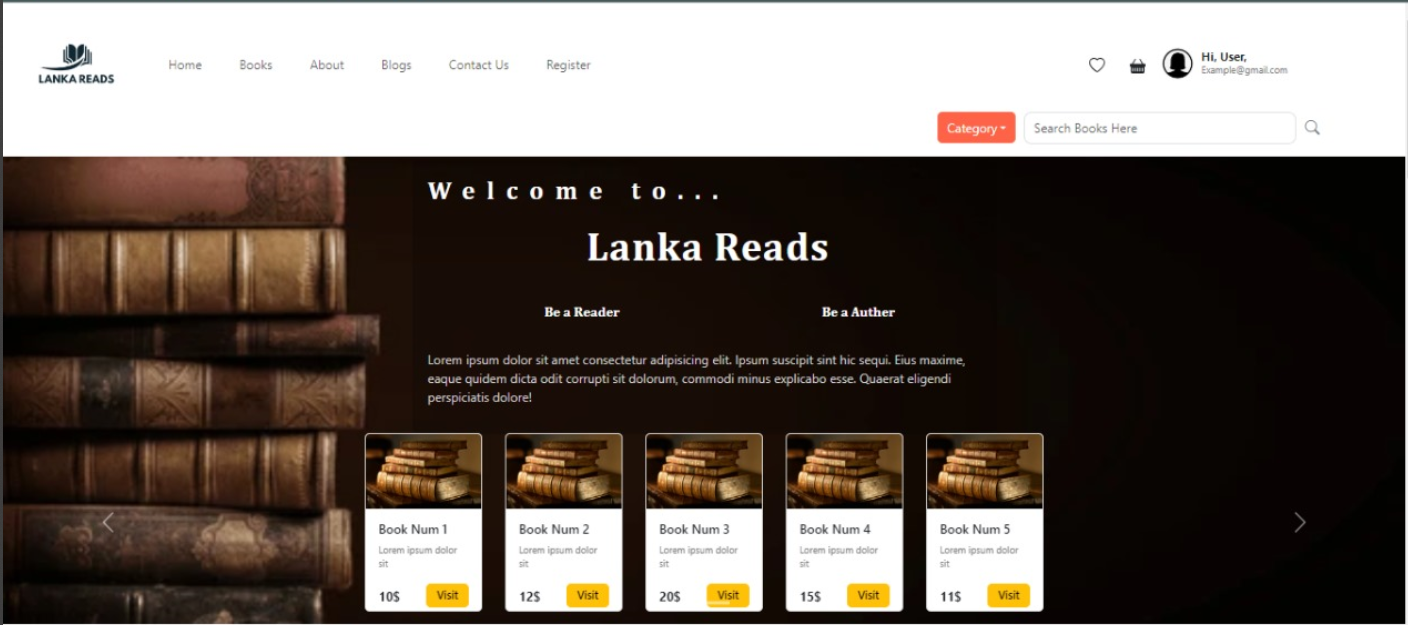 LANKA READS
Home Books About Blogs Contact Us Register
Hi, User,
Example@gmail.com
Category
Search Books Here
Welcome to...
Lanka Reads
Be a Reader Be a Auther
Lorem ipsum dolor sit amet consectetur adipisicing elit. Ipsum suscipit sint hic sequi. Eius maxime,
eaque quidem dicta odit corrupti sit dolorum, commodi minus explicabo esse. Quaerat eligendi
perspiciatis dolore!
Book Num 1
Lorem ipsum dolor
sit
10$ Visit
Book Num 2
Lorem ipsum dolor
sit
12$ Visit
Book Num 3
Lorem ipsum dolor
sit
20$ Visit
Book Num 4
Lorem ipsum dolor
sit
15$ Visit
Book Num 5
Lorem ipsum dolor
sit
11$ Visit